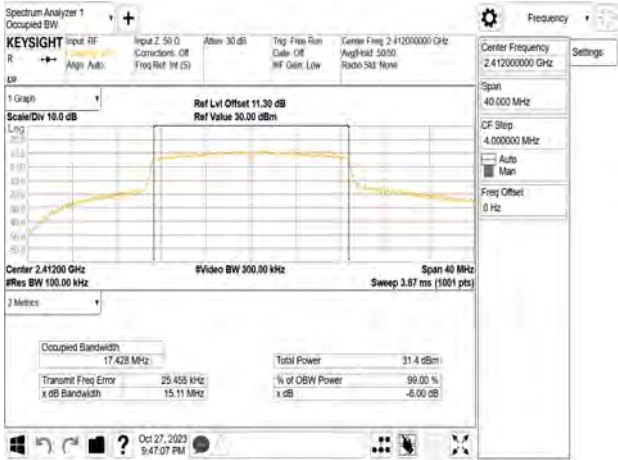 Spectrum Analyzer 1
Occupied BW
Frequency
KEYSIGHT
Input: RF
R
Align: Auto
Input Z: 50 Ω
Corrections: Off
Freq Ref: Int (S)
Atten: 30 dB
Trig: Free Run
Gate: Off
#IF Gain: Low
Center Freq: 2.412000000 GHz
Avg|Hold: 50/50
Radio Std: None
Center Frequency
2.412000000 GHz
Settings
Span
40.000 MHz
CF Step
4.000000 MHz
Auto
Man
Freq Offset
0 Hz
1 Graph
Scale/Div 10.0 dB
Log
Ref Lvl Offset 11.30 dB
Ref Value 30.00 dBm
Center 2.41200 GHz
#Res BW 100.00 kHz
#Video BW 300.00 kHz
Span 40 MHz
Sweep 3.87 ms (1001 pts)
2 Metrics
Occupied Bandwidth
17.428 MHz
Total Power 31.4 dBm
Transmit Freq Error 25.455 kHz
% of OBW Power 99.00 %
x dB Bandwidth 15.11 MHz
x dB -6.00 dB
Oct 27, 2023
9:47:07 PM